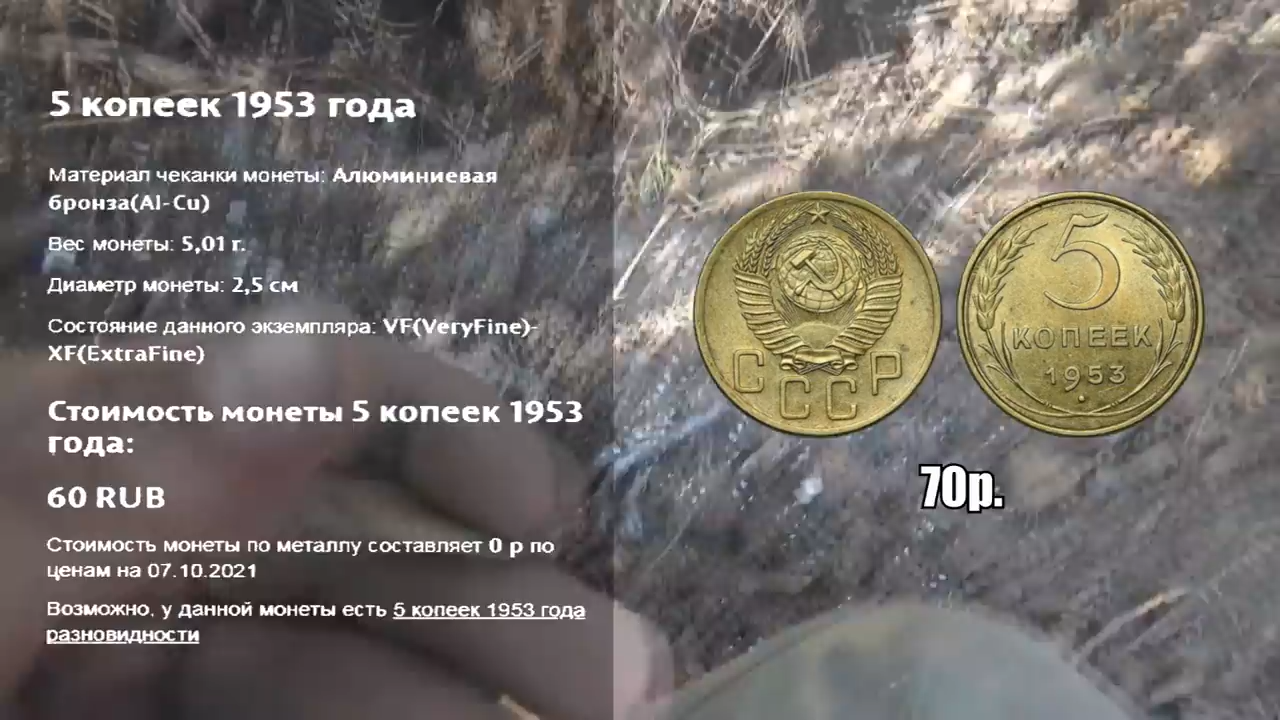 5 копеек 1953 года
Материал чеканки монеты: Алюминиевая
бронза(Al-Cu)
Вес монеты: 5,01 г.
Диаметр монеты: 2,5 см
Состояние данного экземпляра: VF(VeryFine)-
XF(ExtraFine)
Стоимость монеты 5 копеек 1953
года:
60 RUB
Стоимость монеты по металлу составляет 0 р по
ценам на 07.10.2021
Возможно, у данной монеты есть 5 копеек 1953 года
разновидности
С С С Р
5
КОПЕЕК
1953
70р.